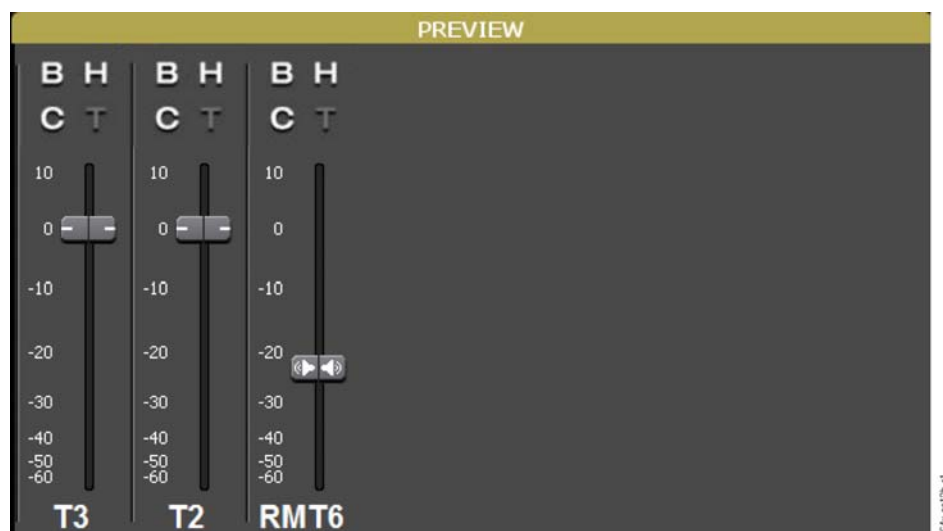 PREVIEW
B H B H B H
C T C T C T
10 10 10
0 0 0
-10 -10 -10
-20 -20 -20
-30 -30 -30
-40 -40 -40
-50 -50 -50
-60 -60 -60
T3 T2 RMT6